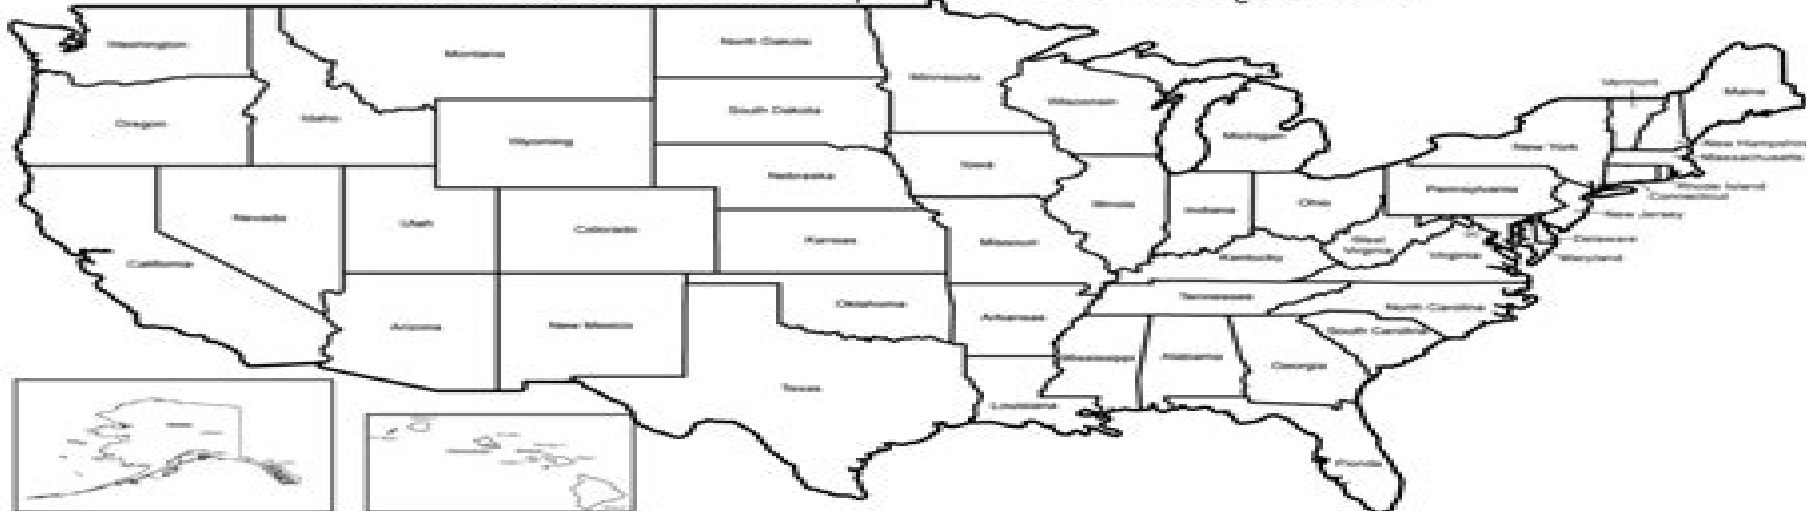 Washington
Montana
North Dakota
Minnesota
Oregon
Idaho
South Dakota
Wisconsin
Michigan
Vermont
Maine
Wyoming
Nebraska
Iowa
New York
New Hampshire
Massachusetts
Nevada
Utah
Colorado
Kansas
Missouri
Illinois
Indiana
Ohio
Pennsylvania
Rhode Island
Connecticut
New Jersey
California
Kentucky
West
Virginia
Virginia
Delaware
Maryland
Arizona
New Mexico
Oklahoma
Arkansas
Tennessee
North Carolina
South Carolina
Texas
Louisiana
Mississippi
Alabama
Georgia
Florida